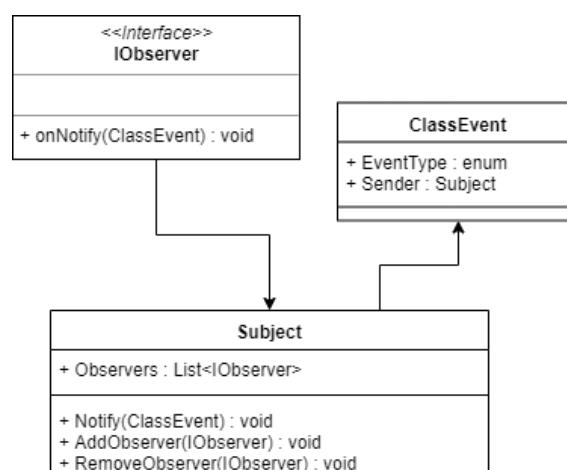 <<Interface>>
IObserver
+ onNotify(ClassEvent) : void
ClassEvent
+ EventType : enum
+ Sender : Subject
Subject
+ Observers : List<IObserver>
+ Notify(ClassEvent) : void
+ AddObserver(IObserver) : void
+ RemoveObserver(IObserver) : void